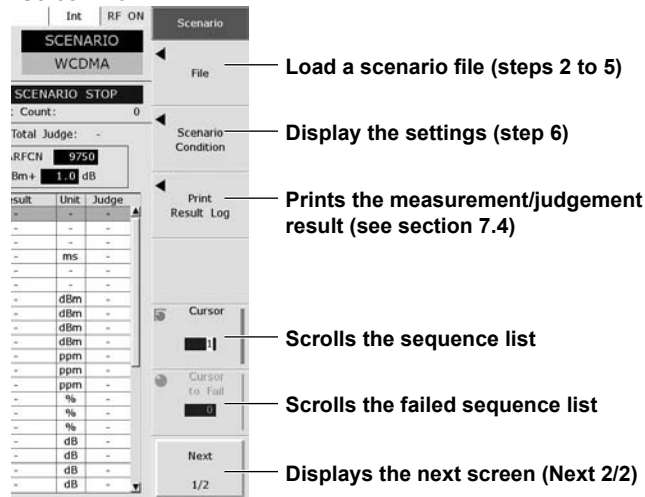 Int RF ON
SCENARIO
WCDMA
SCENARIO STOP
: Count: 0
Total Judge: -
ARFCN 9750
Bm+ 1.0 dB
Unit Judge
- - -
- - -
- - -
- ms -
- - -
- - -
- dBm -
- dBm -
- dBm -
- dBm -
- ppm -
- ppm -
- ppm -
- % -
- % -
- % -
- dB -
- dB -
- dB -
- dB -
Scenario
File
Scenario
Condition
Print
Result Log
Cursor
1
Cursor
to Fail
0
Next
1/2
Load a scenario file (steps 2 to 5)
Display the settings (step 6)
Prints the measurement/judgement
result (see section 7.4)
Scrolls the sequence list
Scrolls the failed sequence list
Displays the next screen (Next 2/2)